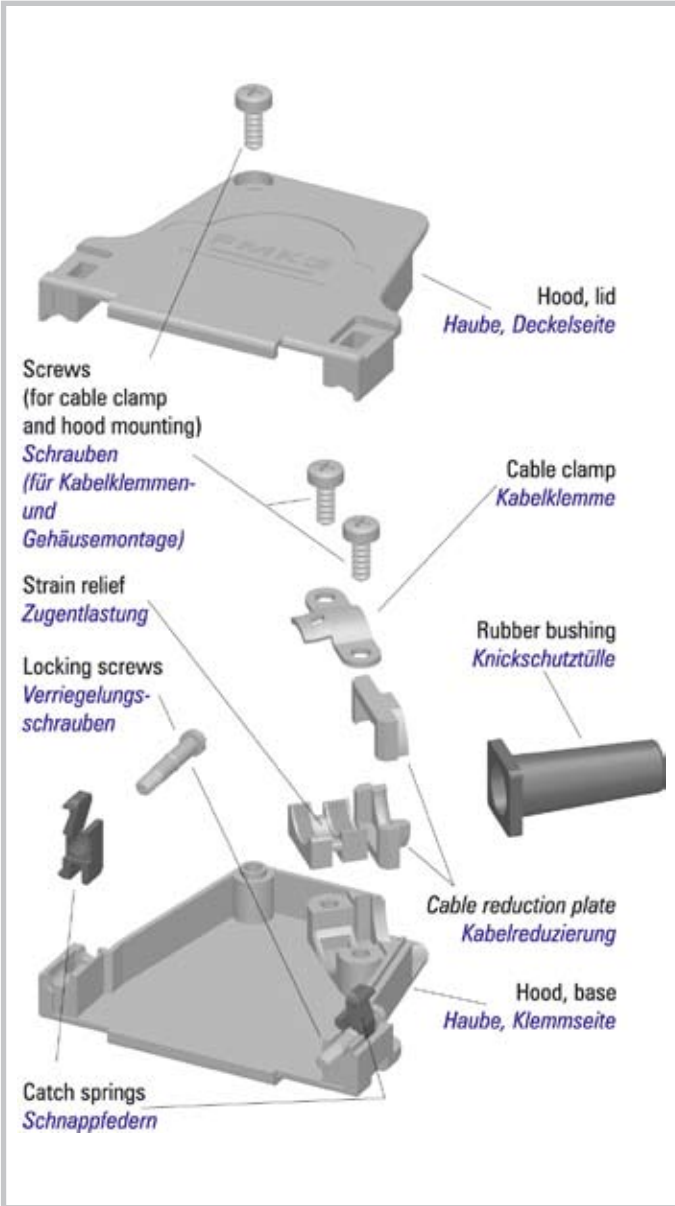 FMK3
Hood, lid
Haube, Deckelseite
Screws
(for cable clamp
and hood mounting)
Schrauben
(für Kabelklemmen-
und
Gehäusemontage)
Cable clamp
Kabelklemme
Strain relief
Zugentlastung
Rubber bushing
Knickschutztülle
Locking screws
Verriegelungs-
schrauben
Cable reduction plate
Kabelreduzierung
Hood, base
Haube, Klemmseite
Catch springs
Schnappfedern